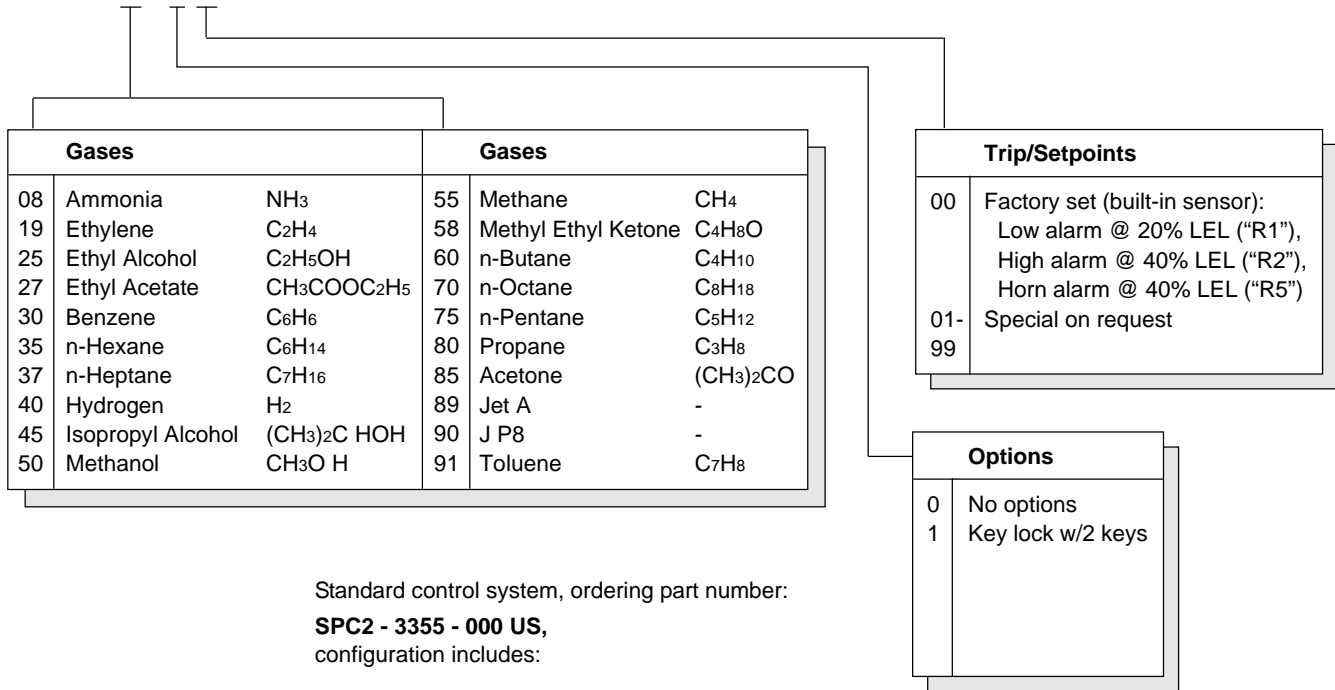 Gases
08 Ammonia NH3
19 Ethylene C2H4
25 Ethyl Alcohol C2H5OH
27 Ethyl Acetate CH3COOC2H5
30 Benzene C6H6
35 n-Hexane C6H14
37 n-Heptane C7H16
40 Hydrogen H2
45 Isopropyl Alcohol (CH3)2C HOH
50 Methanol CH3O H
Gases
55 Methane CH4
58 Methyl Ethyl Ketone C4H8O
60 n-Butane C4H10
70 n-Octane C8H18
75 n-Pentane C5H12
80 Propane C3H8
85 Acetone (CH3)2CO
89 Jet A -
90 J P8 -
91 Toluene C7H8
Trip/Setpoints
00 Factory set (built-in sensor):
Low alarm @ 20% LEL (“R1”),
High alarm @ 40% LEL (“R2”),
Horn alarm @ 40% LEL (“R5”)
01- Special on request
99
Options
0 No options
1 Key lock w/2 keys
Standard control system, ordering part number:
SPC2 - 3355 - 000 US,
configuration includes: